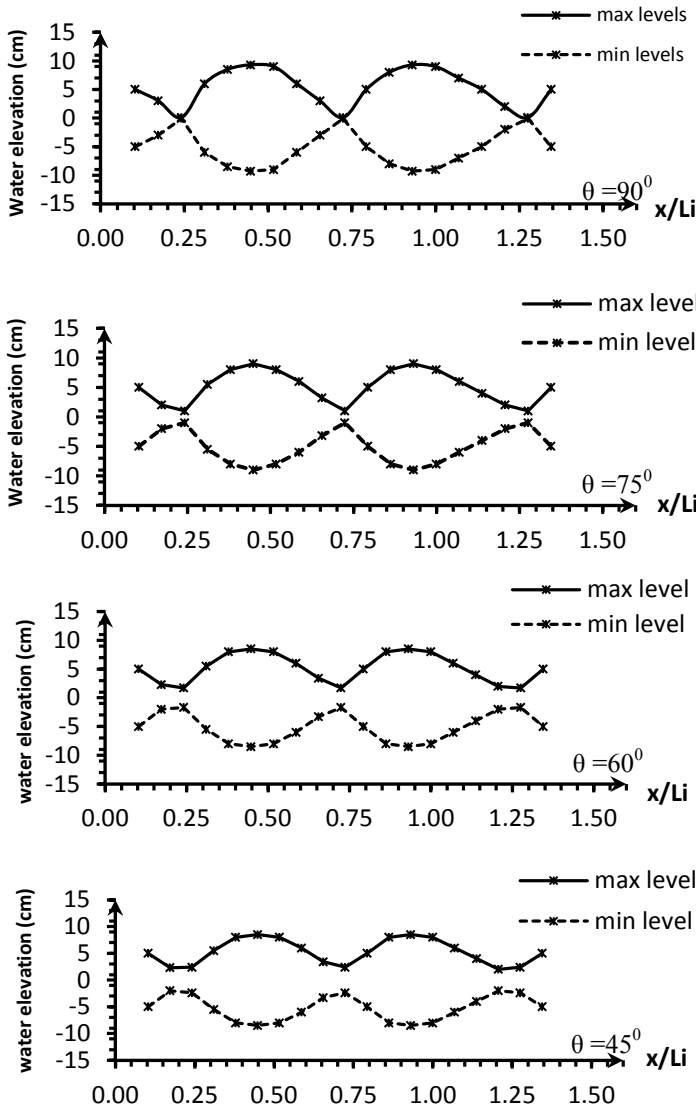 max levels
min levels
Water elevation (cm)
15
10
5
0
-5
-10
-15
θ =90⁰
x/Li
0.00 0.25 0.50 0.75 1.00 1.25 1.50
max level
min level
Water elevation (cm)
15
10
5
0
-5
-10
-15
θ =75⁰
x/Li
0.00 0.25 0.50 0.75 1.00 1.25 1.50
max level
min level
water elevation (cm)
15
10
5
0
-5
-10
-15
θ =60⁰
x/Li
0.00 0.25 0.50 0.75 1.00 1.25 1.50
max level
min level
water elevation (cm)
15
10
5
0
-5
-10
-15
θ =45⁰
x/Li
0.00 0.25 0.50 0.75 1.00 1.25 1.50